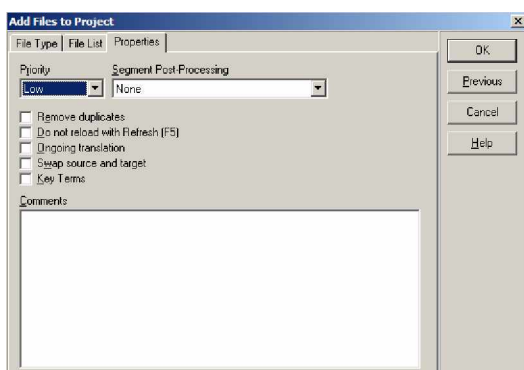 Add Files to Project
File Type File List Properties
OK
Priority Segment Post-Processing
Low None
Previous
Remove duplicates
Cancel
Do not reload with Refresh (F5)
Ongoing translation
Help
Swap source and target
Key Terms
Comments